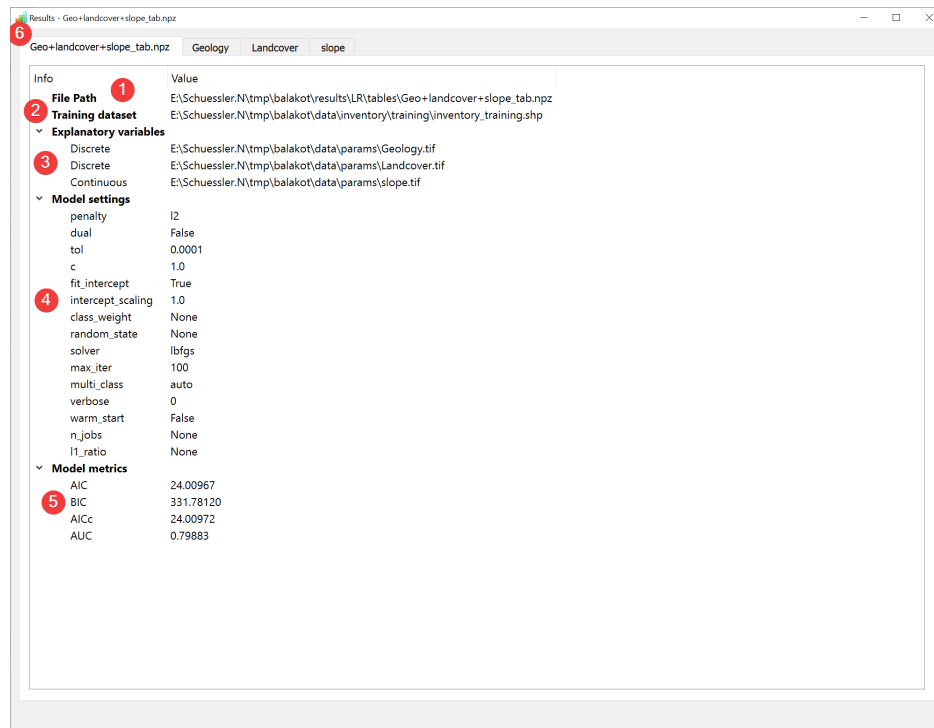 Results - Geo+landcover+slope_tab.npz
6
Geo+landcover+slope_tab.npz Geology Landcover slope
Info Value
1
File Path E:\Schuessler.N\tmp\balakot\results\LR\tables\Geo+landcover+slope_tab.npz
2
Training dataset E:\Schuessler.N\tmp\balakot\data\inventory\training\inventory_training.shp
Explanatory variables
Discrete E:\Schuessler.N\tmp\balakot\data\params\Geology.tif
3
Discrete E:\Schuessler.N\tmp\balakot\data\params\Landcover.tif
Continuous E:\Schuessler.N\tmp\balakot\data\params\slope.tif
Model settings
penalty l2
dual False
tol 0.0001
c 1.0
fit_intercept True
4
intercept_scaling 1.0
class_weight None
random_state None
solver lbfgs
max_iter 100
multi_class auto
verbose 0
warm_start False
n_jobs None
l1_ratio None
Model metrics
AIC 24.00967
5
BIC 331.78120
AICc 24.00972
AUC 0.79883